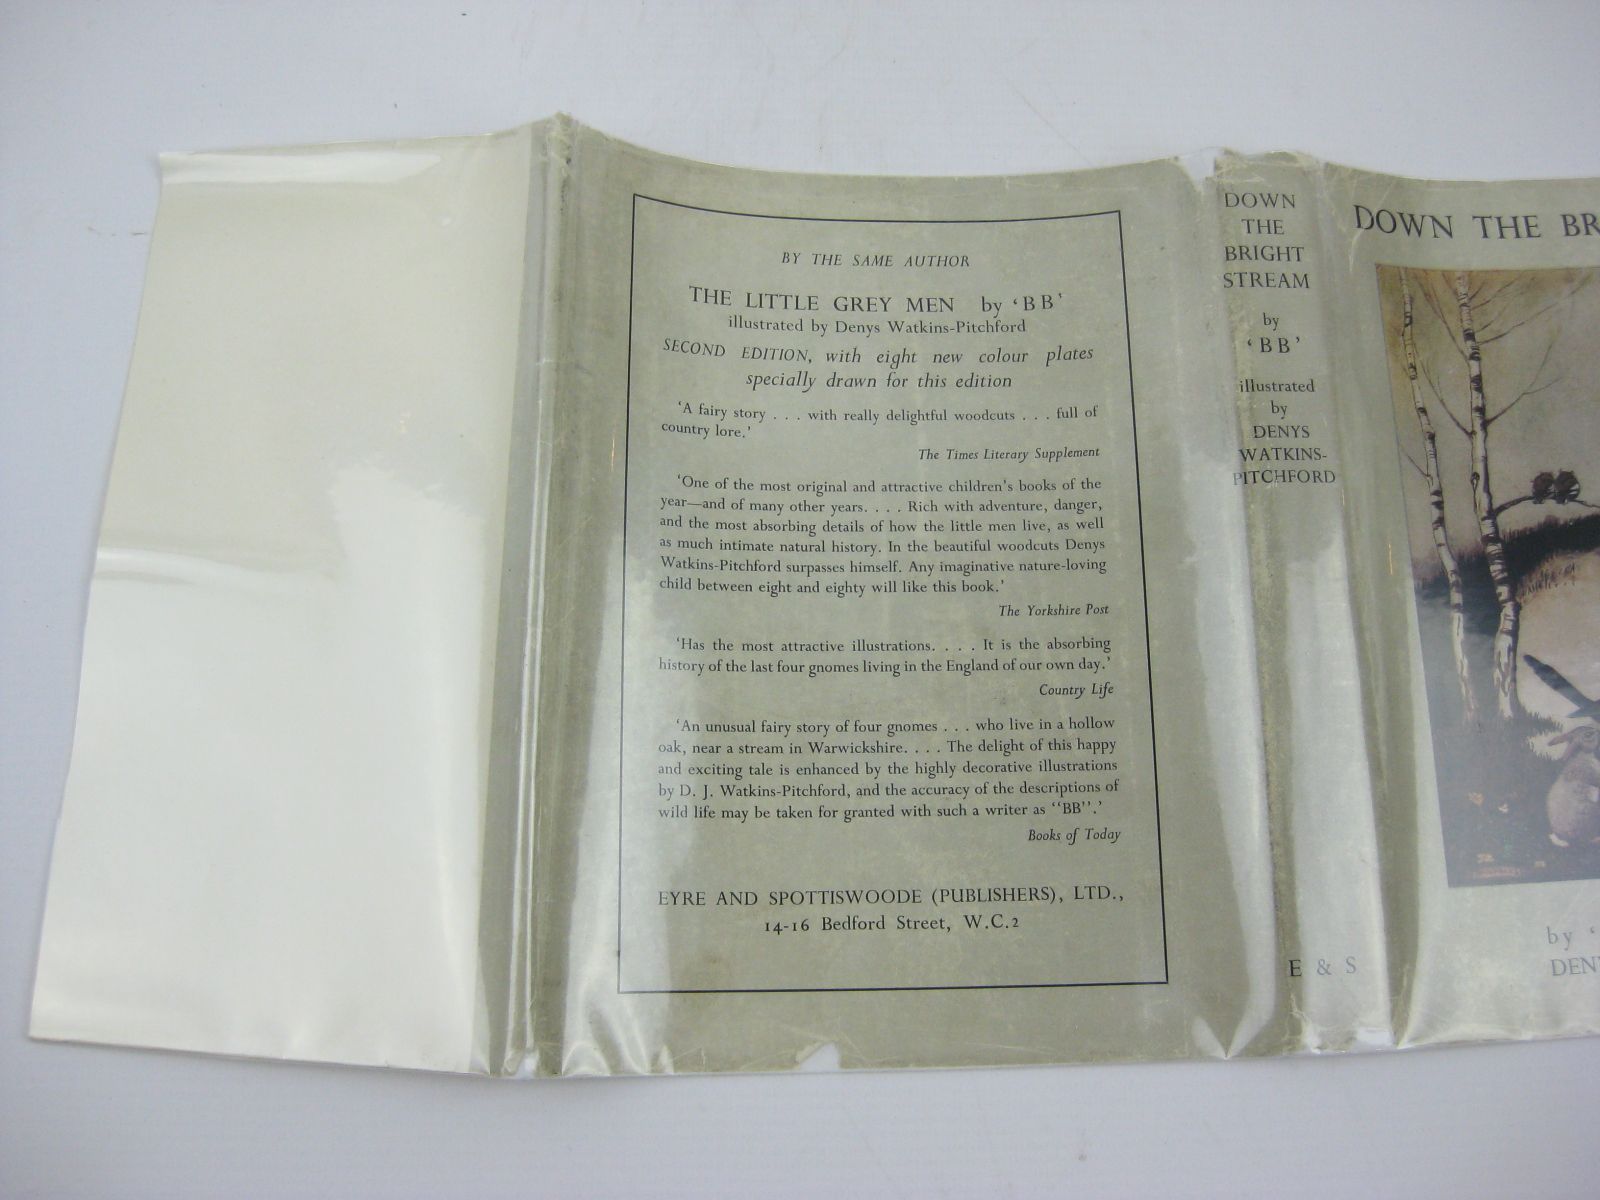 BY THE SAME AUTHOR
THE LITTLE GREY MEN by 'BB'
illustrated by Denys Watkins-Pitchford
SECOND EDITION, with eight new colour plates
specially drawn for this edition
'A fairy story . . . with really delightful woodcuts . . . full of
country lore.'
The Times Literary Supplement
'One of the most original and attractive children's books of the
year—and of many other years. . . . Rich with adventure, danger,
and the most absorbing details of how the little men live, as well
as much intimate natural history. In the beautiful woodcuts Denys
Watkins-Pitchford surpasses himself. Any imaginative nature-loving
child between eight and eighty will like this book.'
The Yorkshire Post
'Has the most attractive illustrations. . . . It is the absorbing
history of the last four gnomes living in the England of our own day.'
Country Life
'An unusual fairy story of four gnomes . . . who live in a hollow
oak, near a stream in Warwickshire. . . . The delight of this happy
and exciting tale is enhanced by the highly decorative illustrations
by D. J. Watkins-Pitchford, and the accuracy of the descriptions of
wild life may be taken for granted with such a writer as "BB".'
Books of Today
EYRE AND SPOTTISWOODE (PUBLISHERS), LTD.,
14-16 Bedford Street, W.C.2
DOWN
THE
BRIGHT
STREAM
by
'BB'
illustrated
by
DENYS
WATKINS-
PITCHFORD
E & S
DOWN THE BR
by '
DEN